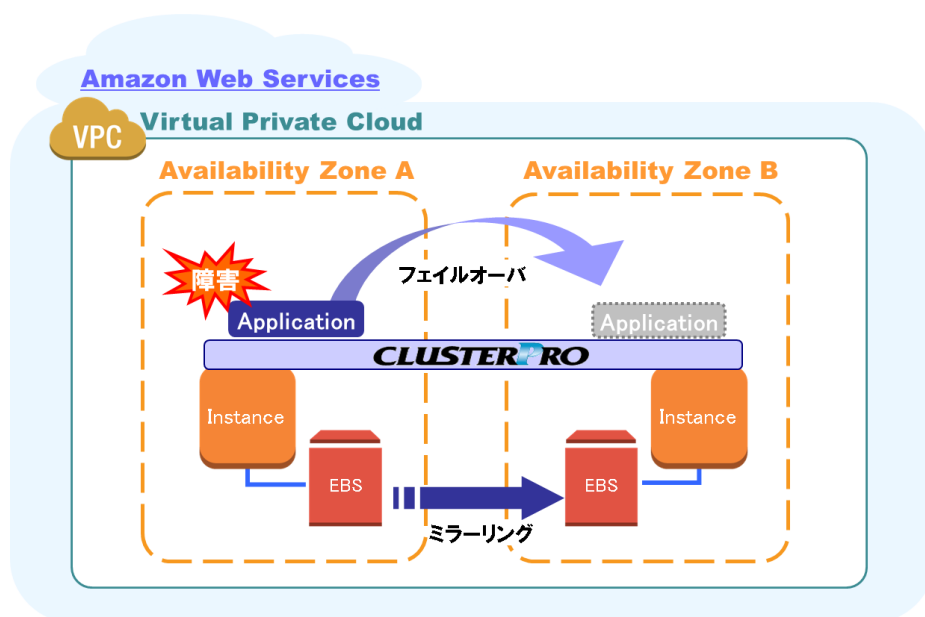 Amazon Web Services
VPC
Virtual Private Cloud
Availability Zone A
Availability Zone B
障害
フェイルオーバ
Application
Application
CLUSTERPRO
Instance
Instance
EBS
EBS
ミラーリング